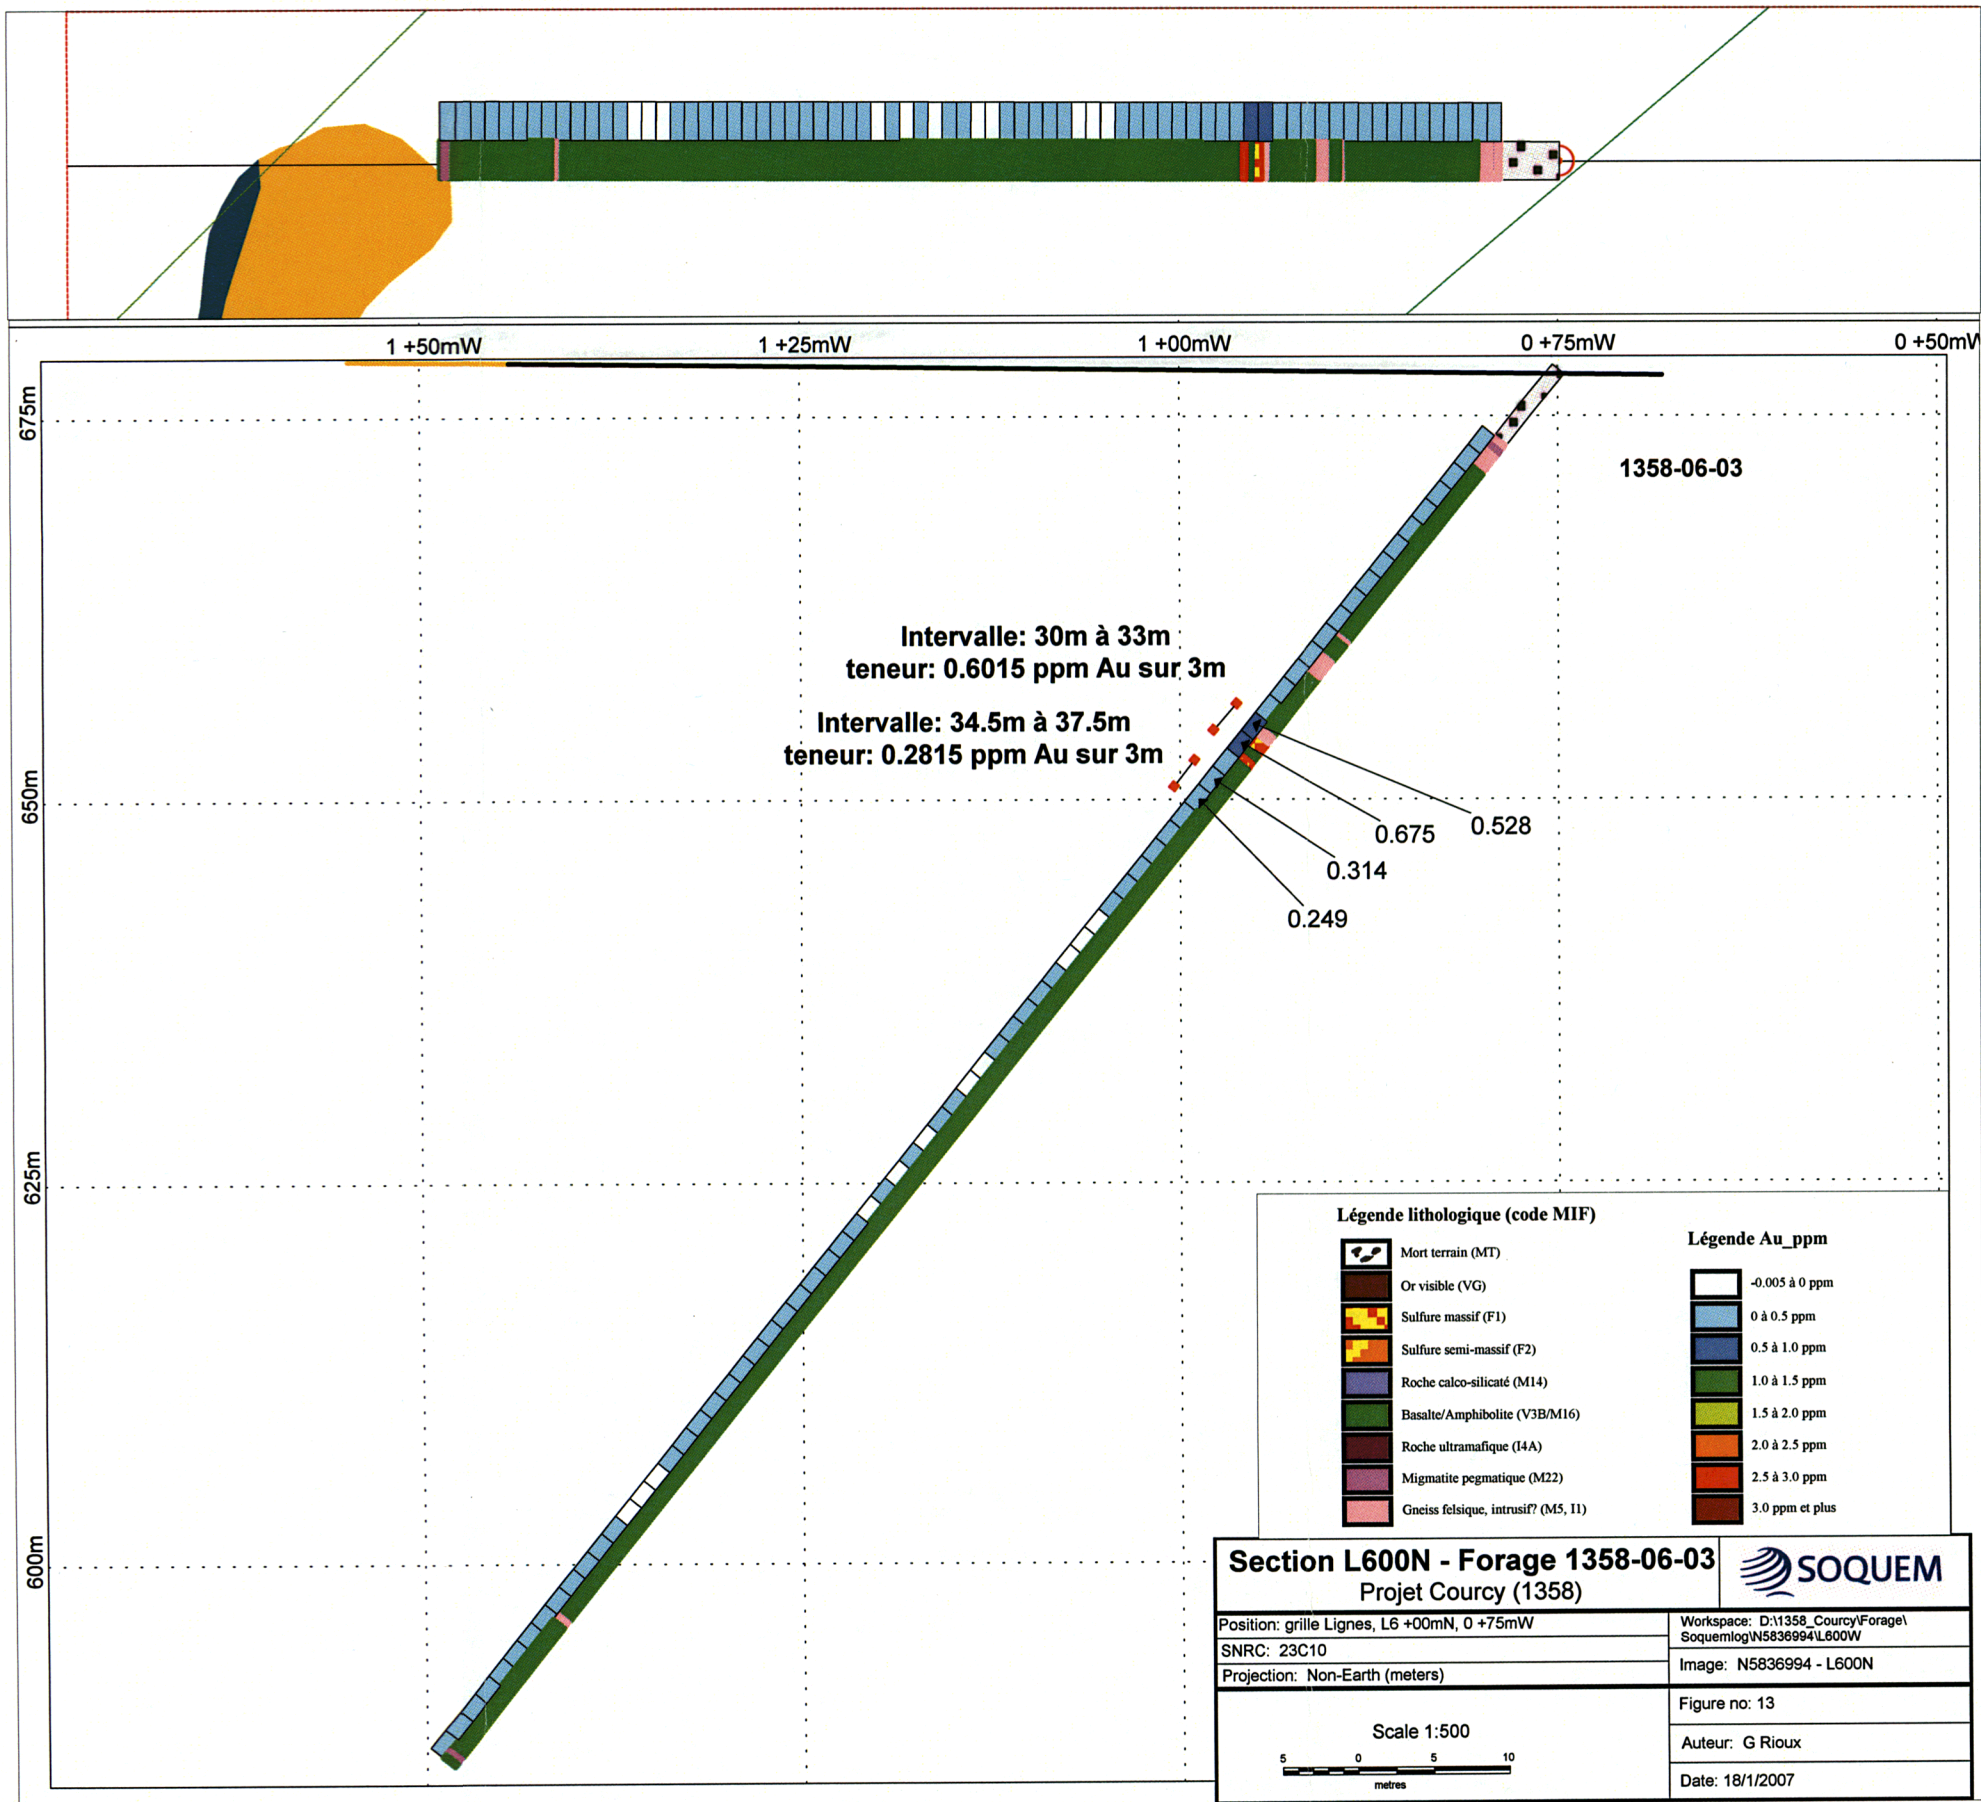 1 +50mW
1 +25mW
1 +00mW
0 +75mW
0 +50mW
675m
650m
625m
600m
1358-06-03
Intervalle: 30m à 33m
teneur: 0.6015 ppm Au sur 3m
Intervalle: 34.5m à 37.5m
teneur: 0.2815 ppm Au sur 3m
0.528
0.675
0.314
0.249
Légende lithologique (code MIF)
Mort terrain (MT)
Or visible (VG)
Sulfure massif (F1)
Sulfure semi-massif (F2)
Roche calco-silicaté (M14)
Basalte/Amphibolite (V3B/M16)
Roche ultramafique (I4A)
Migmatite pegmatique (M22)
Gneiss felsique, intrusif? (M5, I1)
Légende Au_ppm
-0.005 à 0 ppm
0 à 0.5 ppm
0.5 à 1.0 ppm
1.0 à 1.5 ppm
1.5 à 2.0 ppm
2.0 à 2.5 ppm
2.5 à 3.0 ppm
3.0 ppm et plus
Section L600N - Forage 1358-06-03
Projet Courcy (1358)
SOQUEM
Position: grille Lignes, L6 +00mN, 0 +75mW
SNRC: 23C10
Projection: Non-Earth (meters)
Workspace: D:\1358_Courcy\Forage\
Soquemlog\N5836994\L600W
Image: N5836994 - L600N
Figure no: 13
Auteur: G Rioux
Date: 18/1/2007
Scale 1:500
5 0 5 10
metres